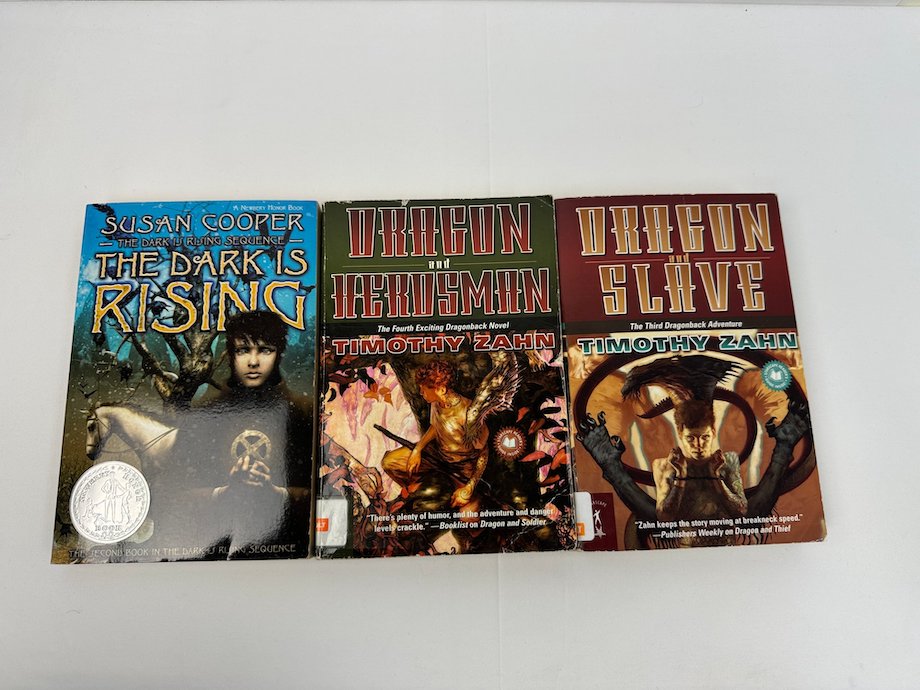 A NEWBERY HONOR BOOK
SUSAN COOPER
THE DARK IS RISING SEQUENCE
THE DARK IS
RISING
NEWBERY HONOR
BOOK
THE SECOND BOOK IN THE DARK IS RISING SEQUENCE
DRAGON
and
HERDSMAN
The Fourth Exciting Dragonback Novel
TIMOTHY ZAHN
"There's plenty of humor, and the adventure and danger
levels crackle." —Booklist on Dragon and Soldier
DRAGON
and
SLAVE
The Third Dragonback Adventure
TIMOTHY ZAHN
"Zahn keeps the story moving at breakneck speed."
—Publishers Weekly on Dragon and Thief